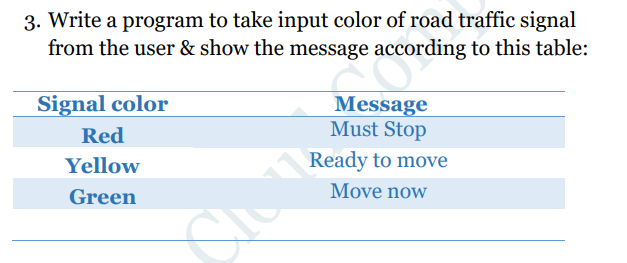 3. Write a program to take input color of road traffic signal
from the user & show the message according to this table:
Signal color Message
Red Must Stop
Yellow Ready to move
Green Move now